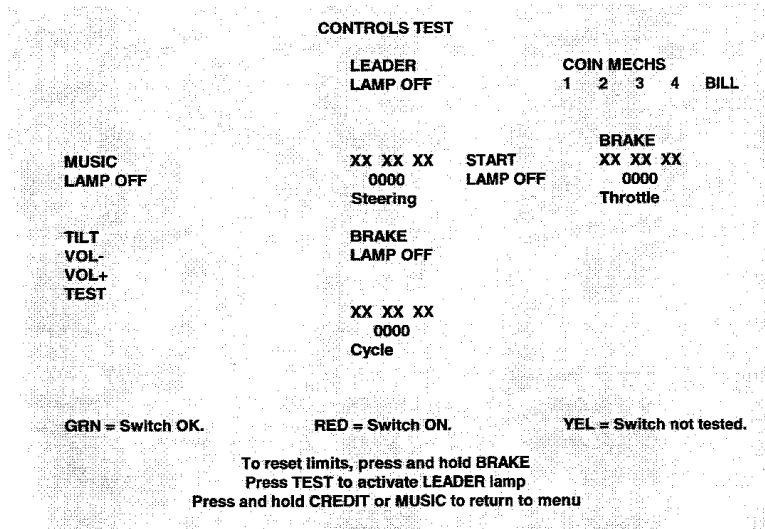 CONTROLS TEST
LEADER
LAMP OFF
COIN MECHS
1 2 3 4 BILL
MUSIC
LAMP OFF
XX XX XX
0000
Steering
START
LAMP OFF
BRAKE
XX XX XX
0000
Throttle
TILT
VOL-
VOL+
TEST
BRAKE
LAMP OFF
XX XX XX
0000
Cycle
GRN = Switch OK.
RED = Switch ON.
YEL = Switch not tested.
To reset limits, press and hold BRAKE
Press TEST to activate LEADER lamp
Press and hold CREDIT or MUSIC to return to menu